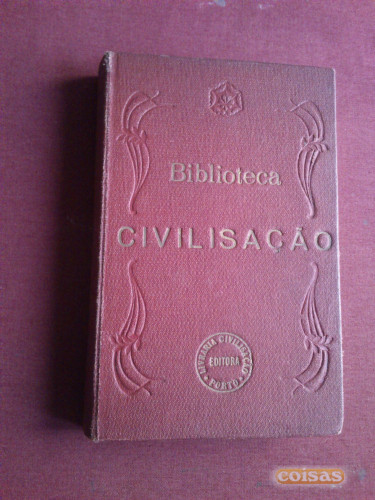 Biblioteca
CIVILISAÇÃO
LIVRARIA CIVILISAÇÃO
EDITORA
PORTO
coisas